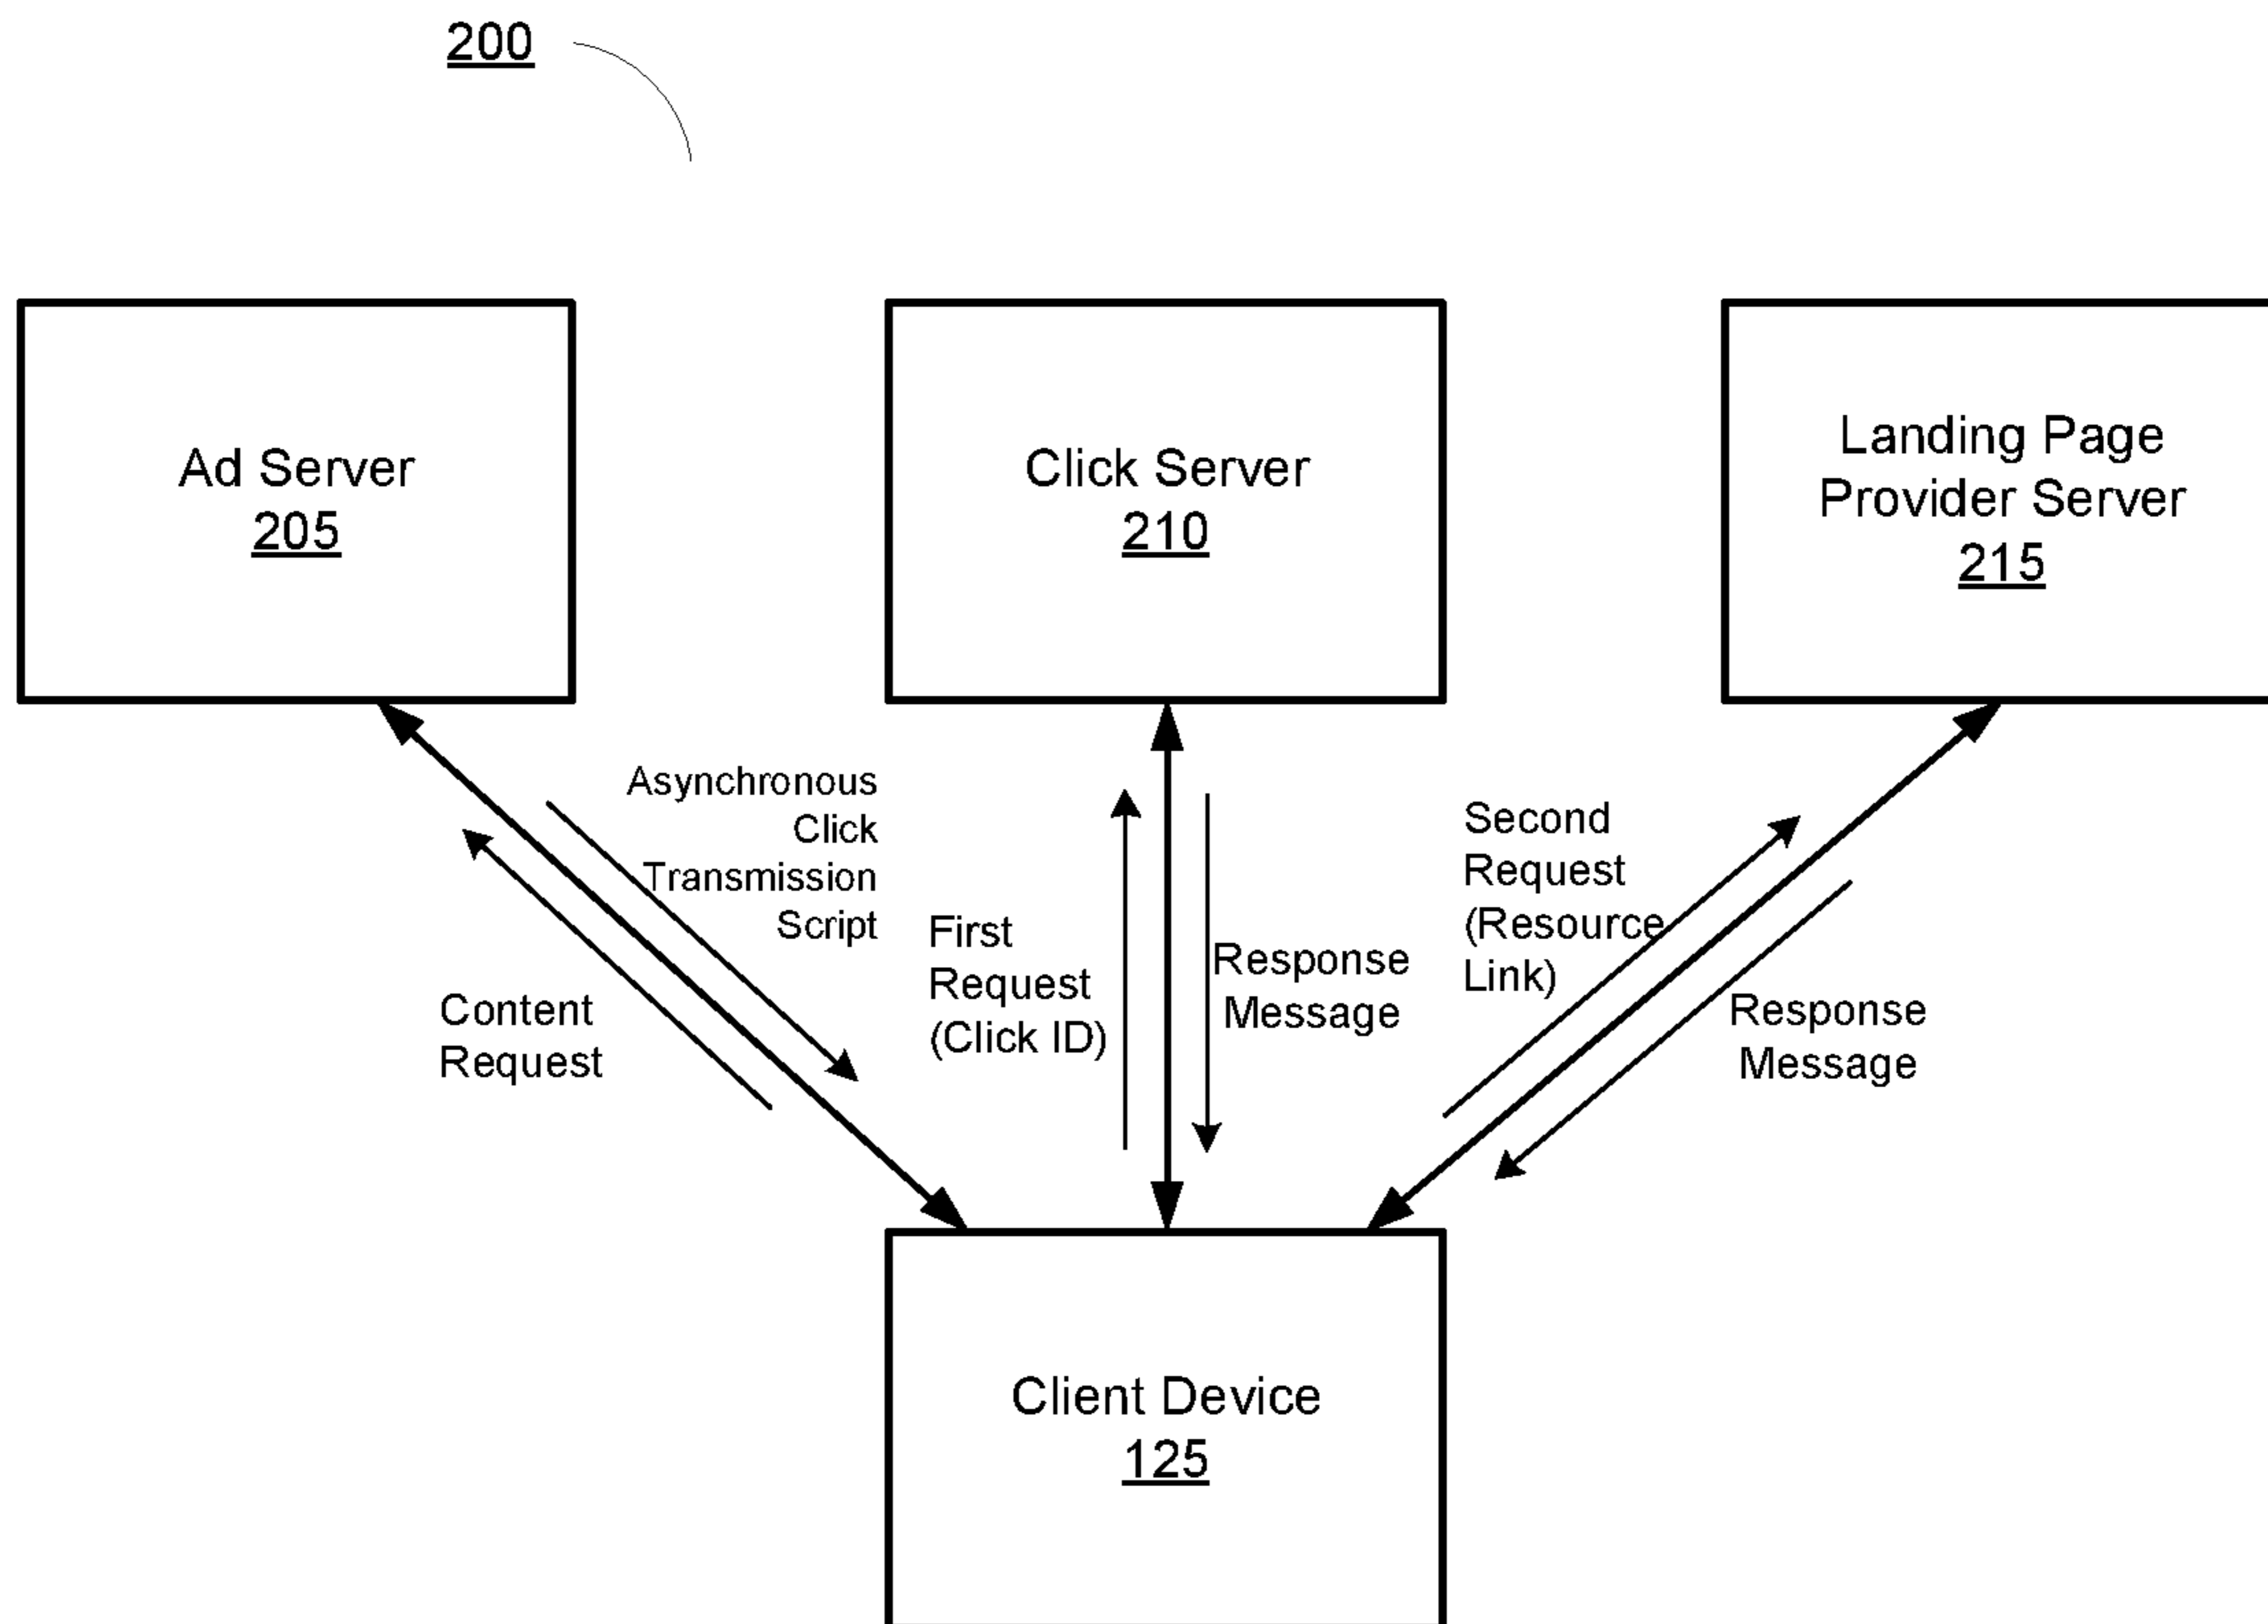 200
Ad Server
205
Click Server
210
Landing Page
Provider Server
215
Asynchronous
Click
Transmission
Script
Content
Request
First
Request
(Click ID)
Response
Message
Second
Request
(Resource
Link)
Response
Message
Client Device
125